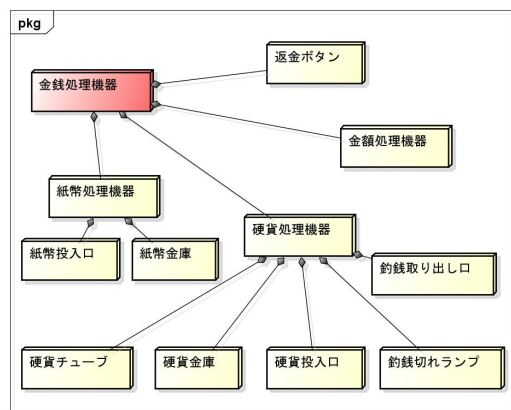 pkg
返金ボタン
金銭処理機器
金額処理機器
紙幣処理機器
硬貨処理機器
紙幣投入口
紙幣金庫
釣銭取り出し口
硬貨チューブ
硬貨金庫
硬貨投入口
釣銭切れランプ